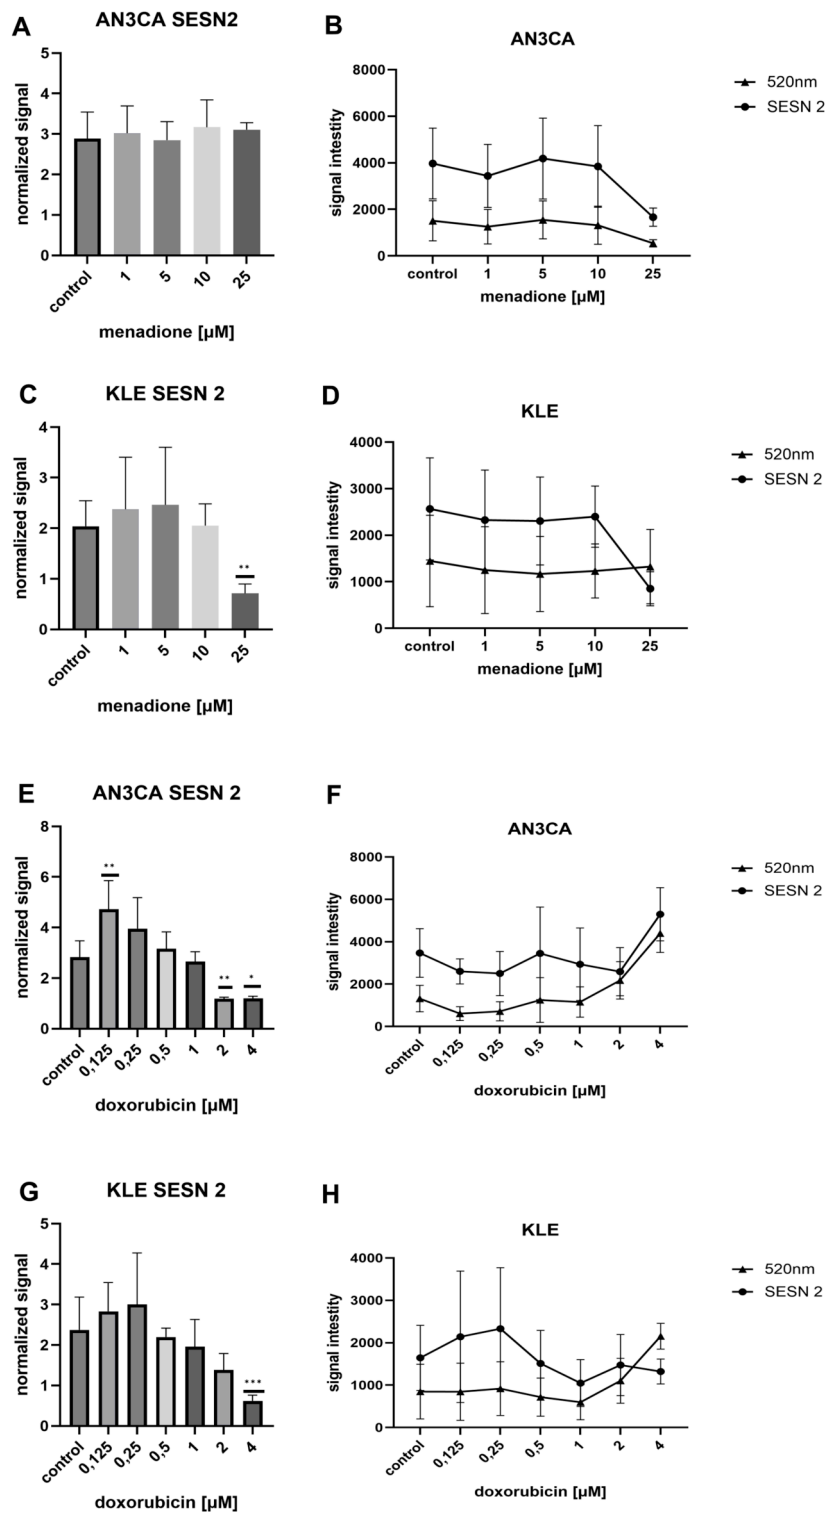 A
AN3CA SESN2
normalized signal
5
4
3
2
1
0
control
1
5
10
25
menadione [µM]
B
AN3CA
signal intestity
8000
6000
4000
2000
0
control
1
5
10
25
menadione [µM]
520nm
SESN 2
C
KLE SESN 2
normalized signal
4
3
2
1
0
**
control
1
5
10
25
menadione [µM]
D
KLE
signal intestity
4000
3000
2000
1000
0
control
1
5
10
25
menadione [µM]
520nm
SESN 2
E
AN3CA SESN 2
normalized signal
8
6
4
2
0
**
**
*
control
0,125
0,25
0,5
1
2
4
doxorubicin [µM]
F
AN3CA
signal intestity
8000
6000
4000
2000
0
control
0,125
0,25
0,5
1
2
4
doxorubicin [µM]
520nm
SESN 2
G
KLE SESN 2
normalized signal
5
4
3
2
1
0
***
control
0,125
0,25
0,5
1
2
4
doxorubicin [µM]
H
KLE
signal intestity
4000
3000
2000
1000
0
control
0,125
0,25
0,5
1
2
4
doxorubicin [µM]
520nm
SESN 2